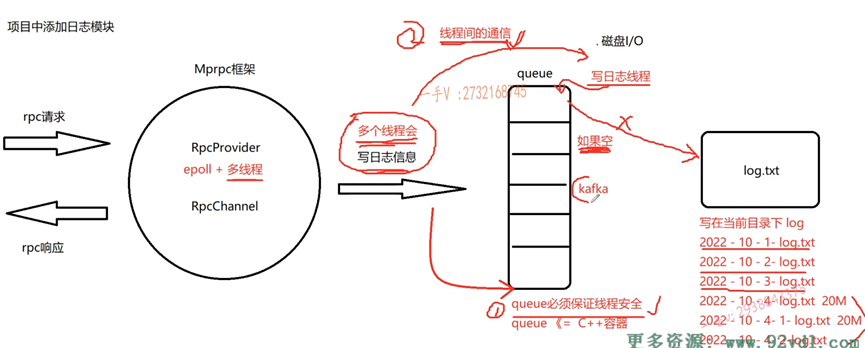 项目中添加日志模块
② 线程间的通信
.磁盘I/O
Mprpc框架
queue
写日志线程
一手V :2732168745
rpc请求
多个线程会
写日志信息
如果空
RpcProvider
epoll + 多线程
RpcChannel
kafka
log.txt
rpc响应
写在当前目录下 log
2022 - 10 - 1- log.txt
2022 - 10 - 2- log.txt
2022 - 10 - 3- log.txt
2022 - 10 - 4- log.txt 20M
2022 - 10 - 4- 1- log.txt 20M
2022 - 10 - 4- 2- log.txt
① queue必须保证线程安全
queue 《= C++容器
更多资源